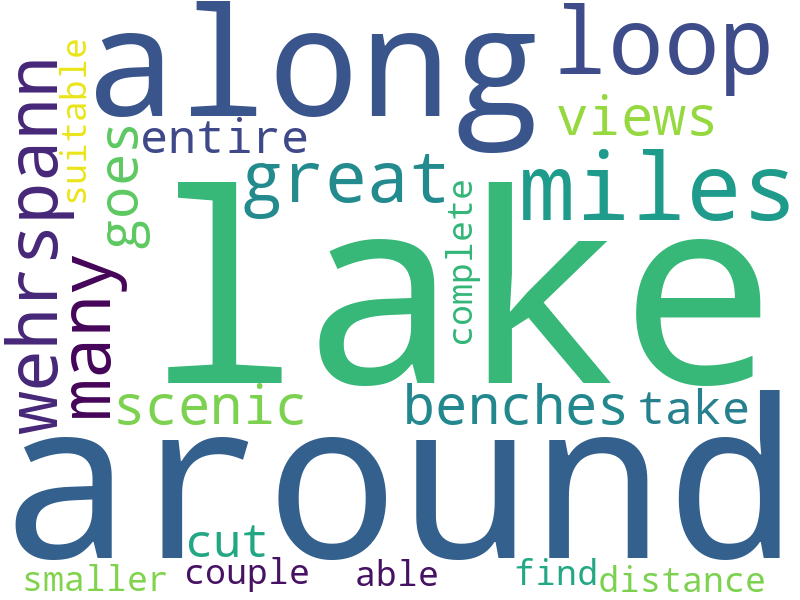 along
loop
suitable
wehrspann
entire
views
goes
great
miles
complete
lake
many
scenic
benches
take
around
cut
smaller
couple
able
find
distance